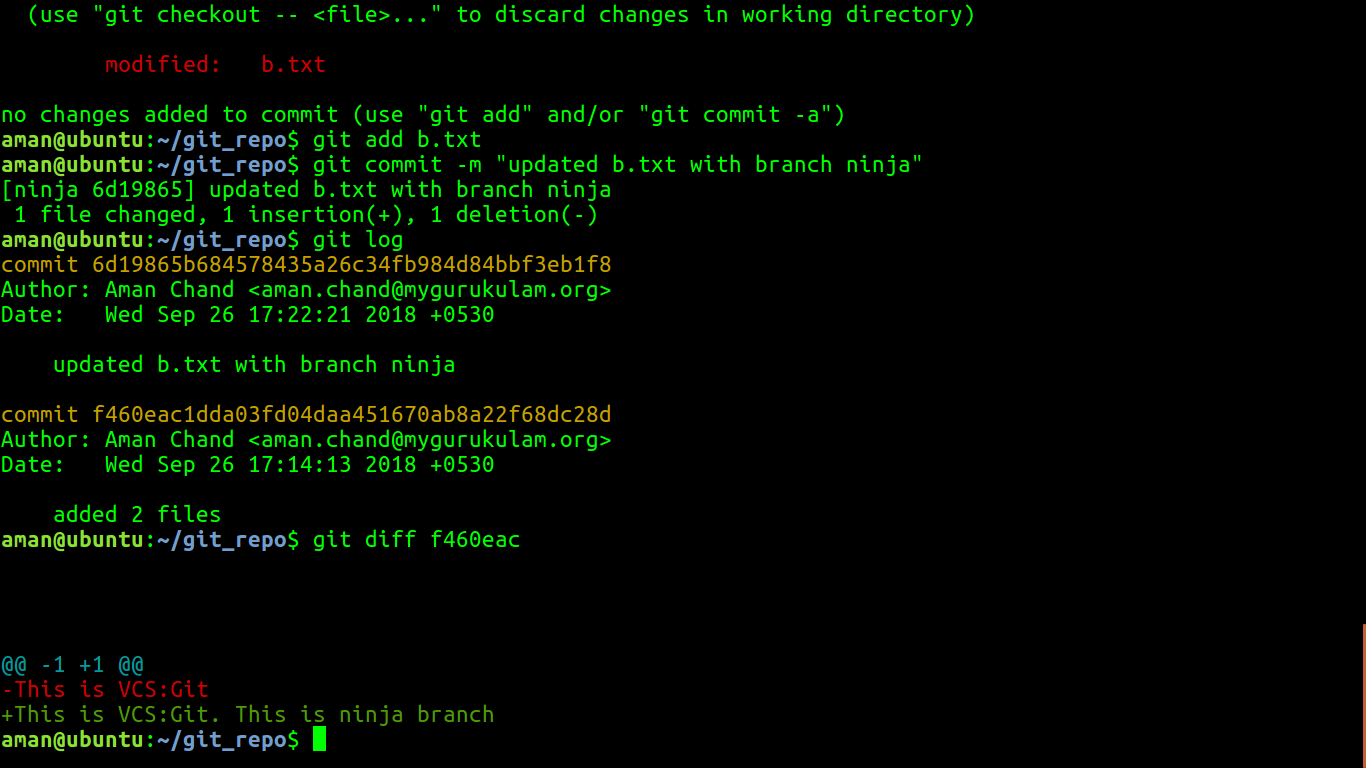 (use "git checkout -- <file>..." to discard changes in working directory)
        modified:   b.txt
no changes added to commit (use "git add" and/or "git commit -a")
aman@ubuntu:~/git_repo$ git add b.txt
aman@ubuntu:~/git_repo$ git commit -m "updated b.txt with branch ninja"
[ninja 6d19865] updated b.txt with branch ninja
 1 file changed, 1 insertion(+), 1 deletion(-)
aman@ubuntu:~/git_repo$ git log
commit 6d19865b684578435a26c34fb984d84bbf3eb1f8
Author: Aman Chand <aman.chand@mygurukulam.org>
Date:   Wed Sep 26 17:22:21 2018 +0530
    updated b.txt with branch ninja
commit f460eac1dda03fd04daa451670ab8a22f68dc28d
Author: Aman Chand <aman.chand@mygurukulam.org>
Date:   Wed Sep 26 17:14:13 2018 +0530
    added 2 files
aman@ubuntu:~/git_repo$ git diff f460eac
@@ -1 +1 @@
-This is VCS:Git
+This is VCS:Git. This is ninja branch
aman@ubuntu:~/git_repo$